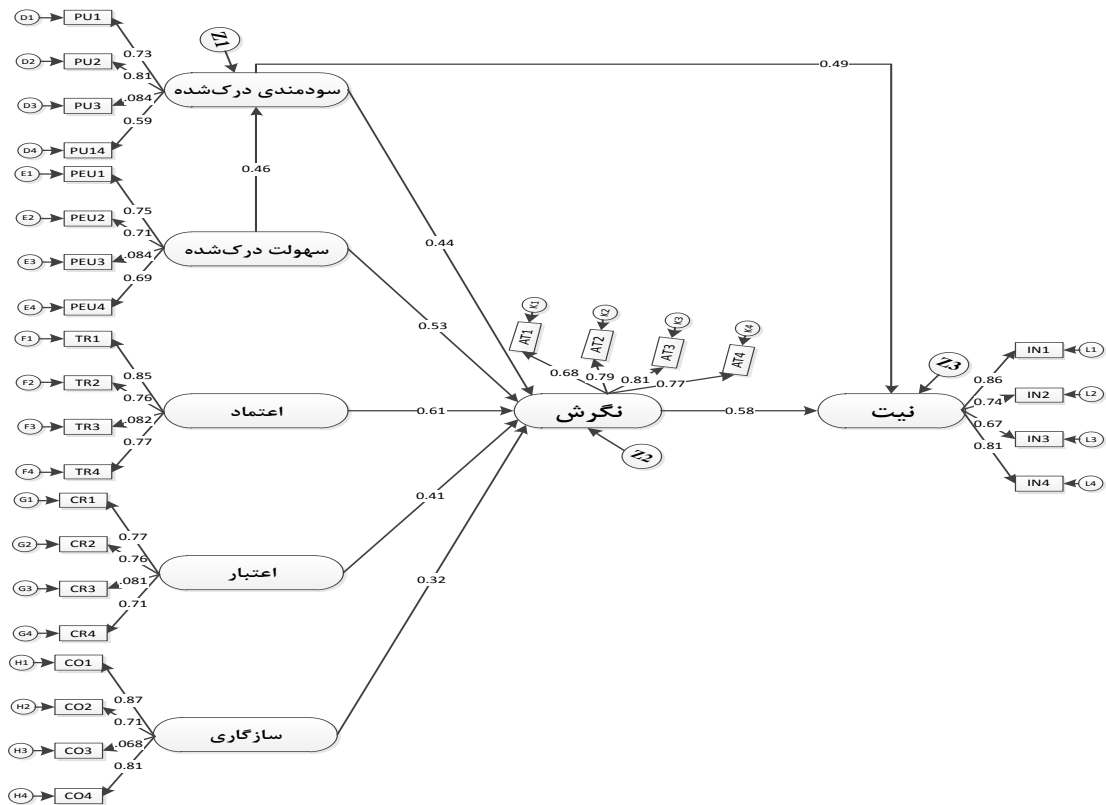 D1 PU1
0.73
D2 PU2
0.81
D3 PU3
.084
0.59
D4 PU14
Z1
سودمندی درک‌شده
0.49
0.46
E1 PEU1
0.75
E2 PEU2
0.71
E3 PEU3
.084
0.69
E4 PEU4
سهولت درک‌شده
0.44
0.53
F1 TR1
0.85
F2 TR2
0.76
F3 TR3
.082
0.77
F4 TR4
اعتماد
0.61
K1 K2 K3 K4
AT1 AT2 AT3 AT4
0.68 0.79 0.81 0.77
نگرش
Z2
0.58
Z3
نیت
0.86
0.74
0.67
0.81
IN1 L1
IN2 L2
IN3 L3
IN4 L4
G1 CR1
0.77
G2 CR2
0.76
G3 CR3
.081
0.71
G4 CR4
اعتبار
0.41
H1 CO1
0.87
H2 CO2
0.71
H3 CO3
.068
0.81
H4 CO4
سازگاری
0.32